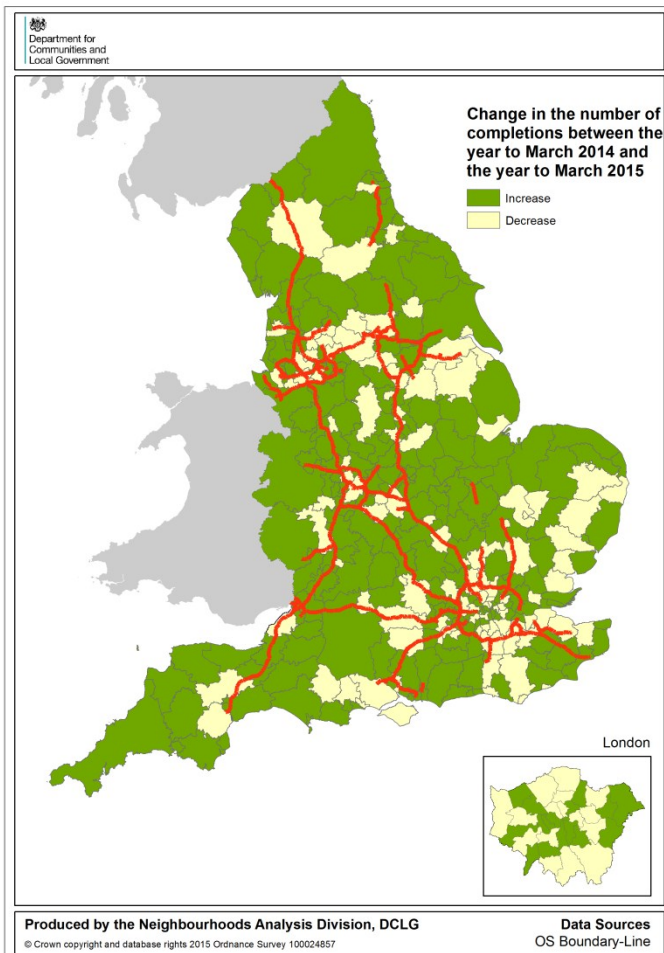 Department for
Communities and
Local Government
Change in the number of
completions between the
year to March 2014 and
the year to March 2015
Increase
Decrease
London
Produced by the Neighbourhoods Analysis Division, DCLG
Data Sources
© Crown copyright and database rights 2015 Ordnance Survey 100024857
OS Boundary-Line